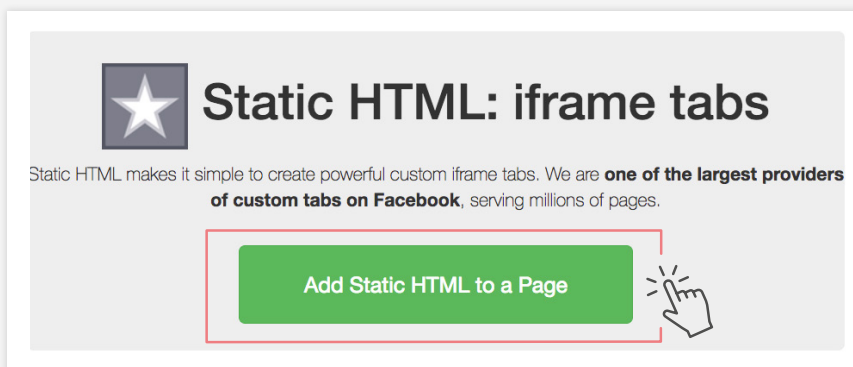 Static HTML: iframe tabs
Static HTML makes it simple to create powerful custom iframe tabs. We are one of the largest providers
of custom tabs on Facebook, serving millions of pages.
Add Static HTML to a Page